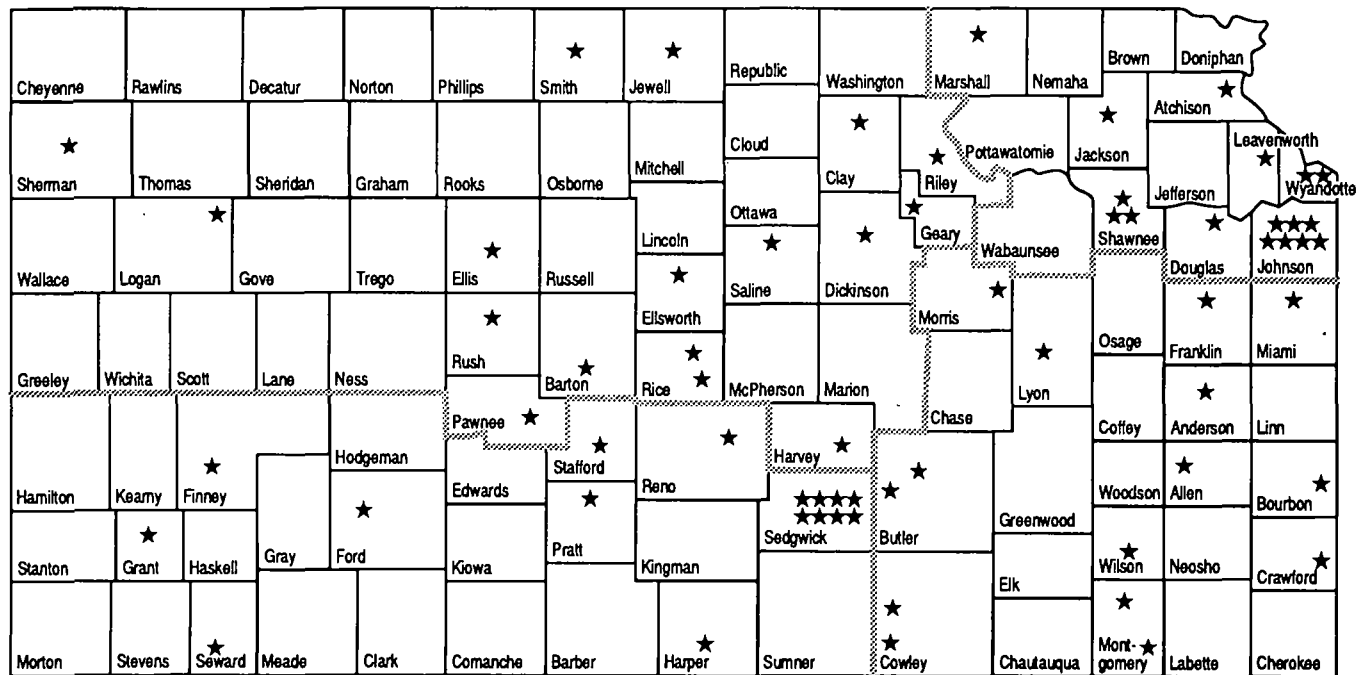 Cheyenne
Rawlins
Decatur
Norton
Phillips
Smith
Jewell
Republic
Washington
Marshall
Nemaha
Brown
Doniphan
Atchison
Sherman
Thomas
Sheridan
Graham
Rooks
Osborne
Mitchell
Cloud
Clay
Riley
Pottawatomie
Jackson
Jefferson
Leavenworth
Wyandotte
Wallace
Logan
Gove
Trego
Ellis
Russell
Lincoln
Ottawa
Saline
Dickinson
Geary
Wabaunsee
Shawnee
Douglas
Johnson
Ellsworth
Morris
Greeley
Wichita
Scott
Lane
Ness
Rush
Barton
Rice
McPherson
Marion
Chase
Lyon
Osage
Franklin
Miami
Pawnee
Coffey
Anderson
Linn
Hamilton
Kearny
Finney
Hodgeman
Edwards
Stafford
Reno
Harvey
Sedgwick
Butler
Greenwood
Woodson
Allen
Bourbon
Stanton
Grant
Haskell
Gray
Ford
Kiowa
Pratt
Kingman
Elk
Wilson
Neosho
Crawford
Morton
Stevens
Seward
Meade
Clark
Comanche
Barber
Harper
Sumner
Cowley
Chautauqua
Mont-
gomery
Labette
Cherokee